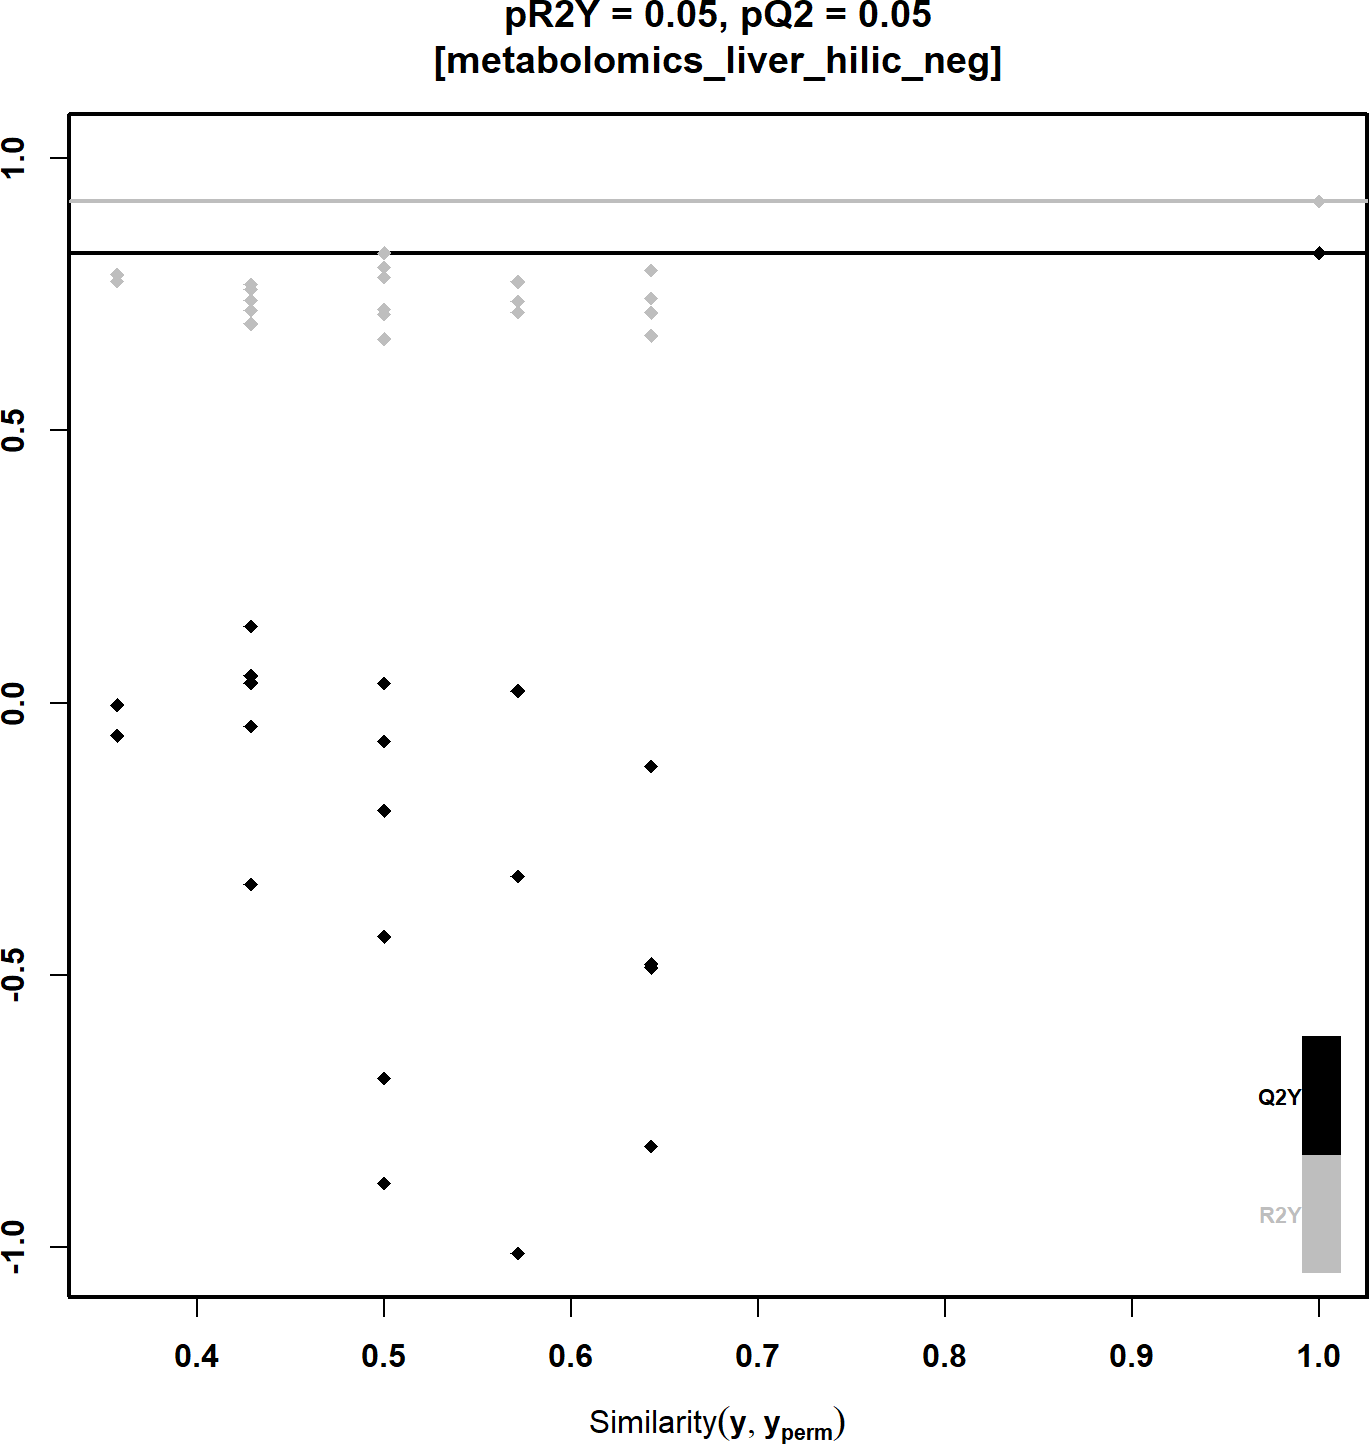 pR2Y = 0.05, pQ2 = 0.05
[metabolomics_liver_hilic_neg]
1.0
0.5
0.0
-0.5
-1.0
Q2Y
R2Y
0.4 0.5 0.6 0.7 0.8 0.9 1.0
Similarity(y, yperm)